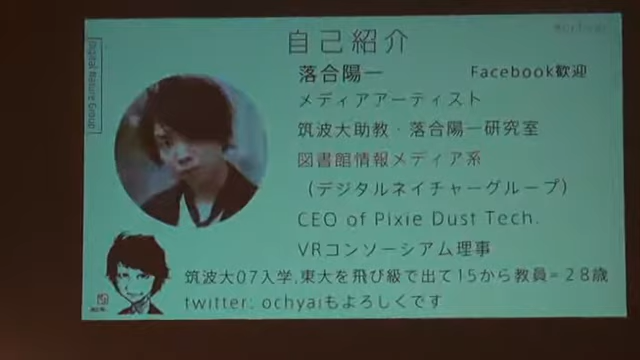 自己紹介
Digital Nature Group
落合陽一
Facebook歓迎
メディアアーティスト
筑波大助教・落合陽一研究室
図書館情報メディア系
(デジタルネイチャーグループ)
CEO of Pixie Dust Tech.
VRコンソーシアム理事
筑波大07入学,東大を飛び級で出て15から教員=28歳
twitter: ochyaiもよろしくです